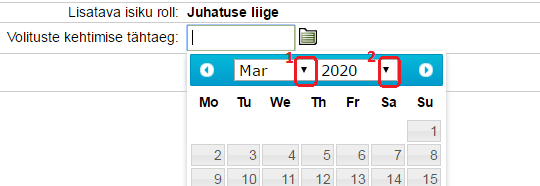 Lisatava isiku roll: Juhatuse liige
Volituste kehtimise tähtaeg:
1 2
Mar 2020
Mo Tu We Th Fr Sa Su
1
2 3 4 5 6 7 8
9 10 11 12 13 14 15